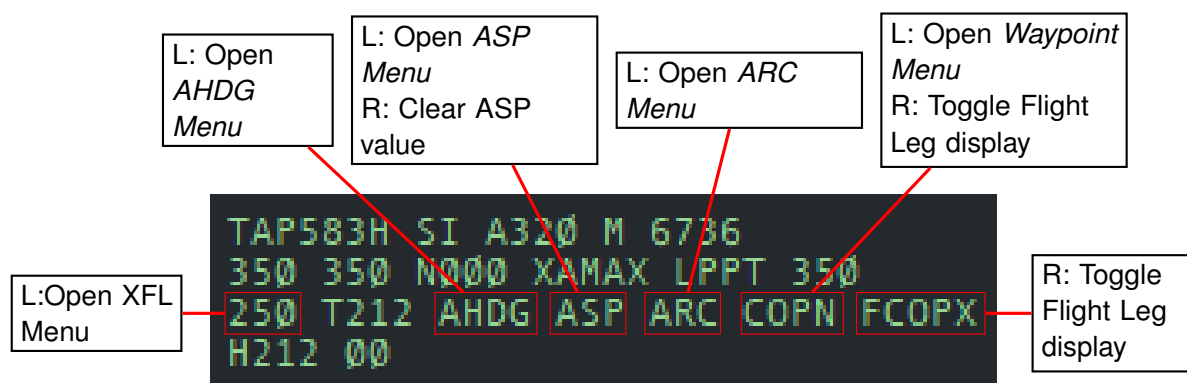 L: Open
AHDG
Menu
L: Open ASP
Menu
R: Clear ASP
value
L: Open ARC
Menu
L: Open Waypoint
Menu
R: Toggle Flight
Leg display
TAP583H SI A320 M 6736
350 350 N000 XAMAX LPPT 350
250 T212 AHDG ASP ARC COPN FCOPX
H212 00
L:Open XFL
Menu
R: Toggle
Flight Leg
display